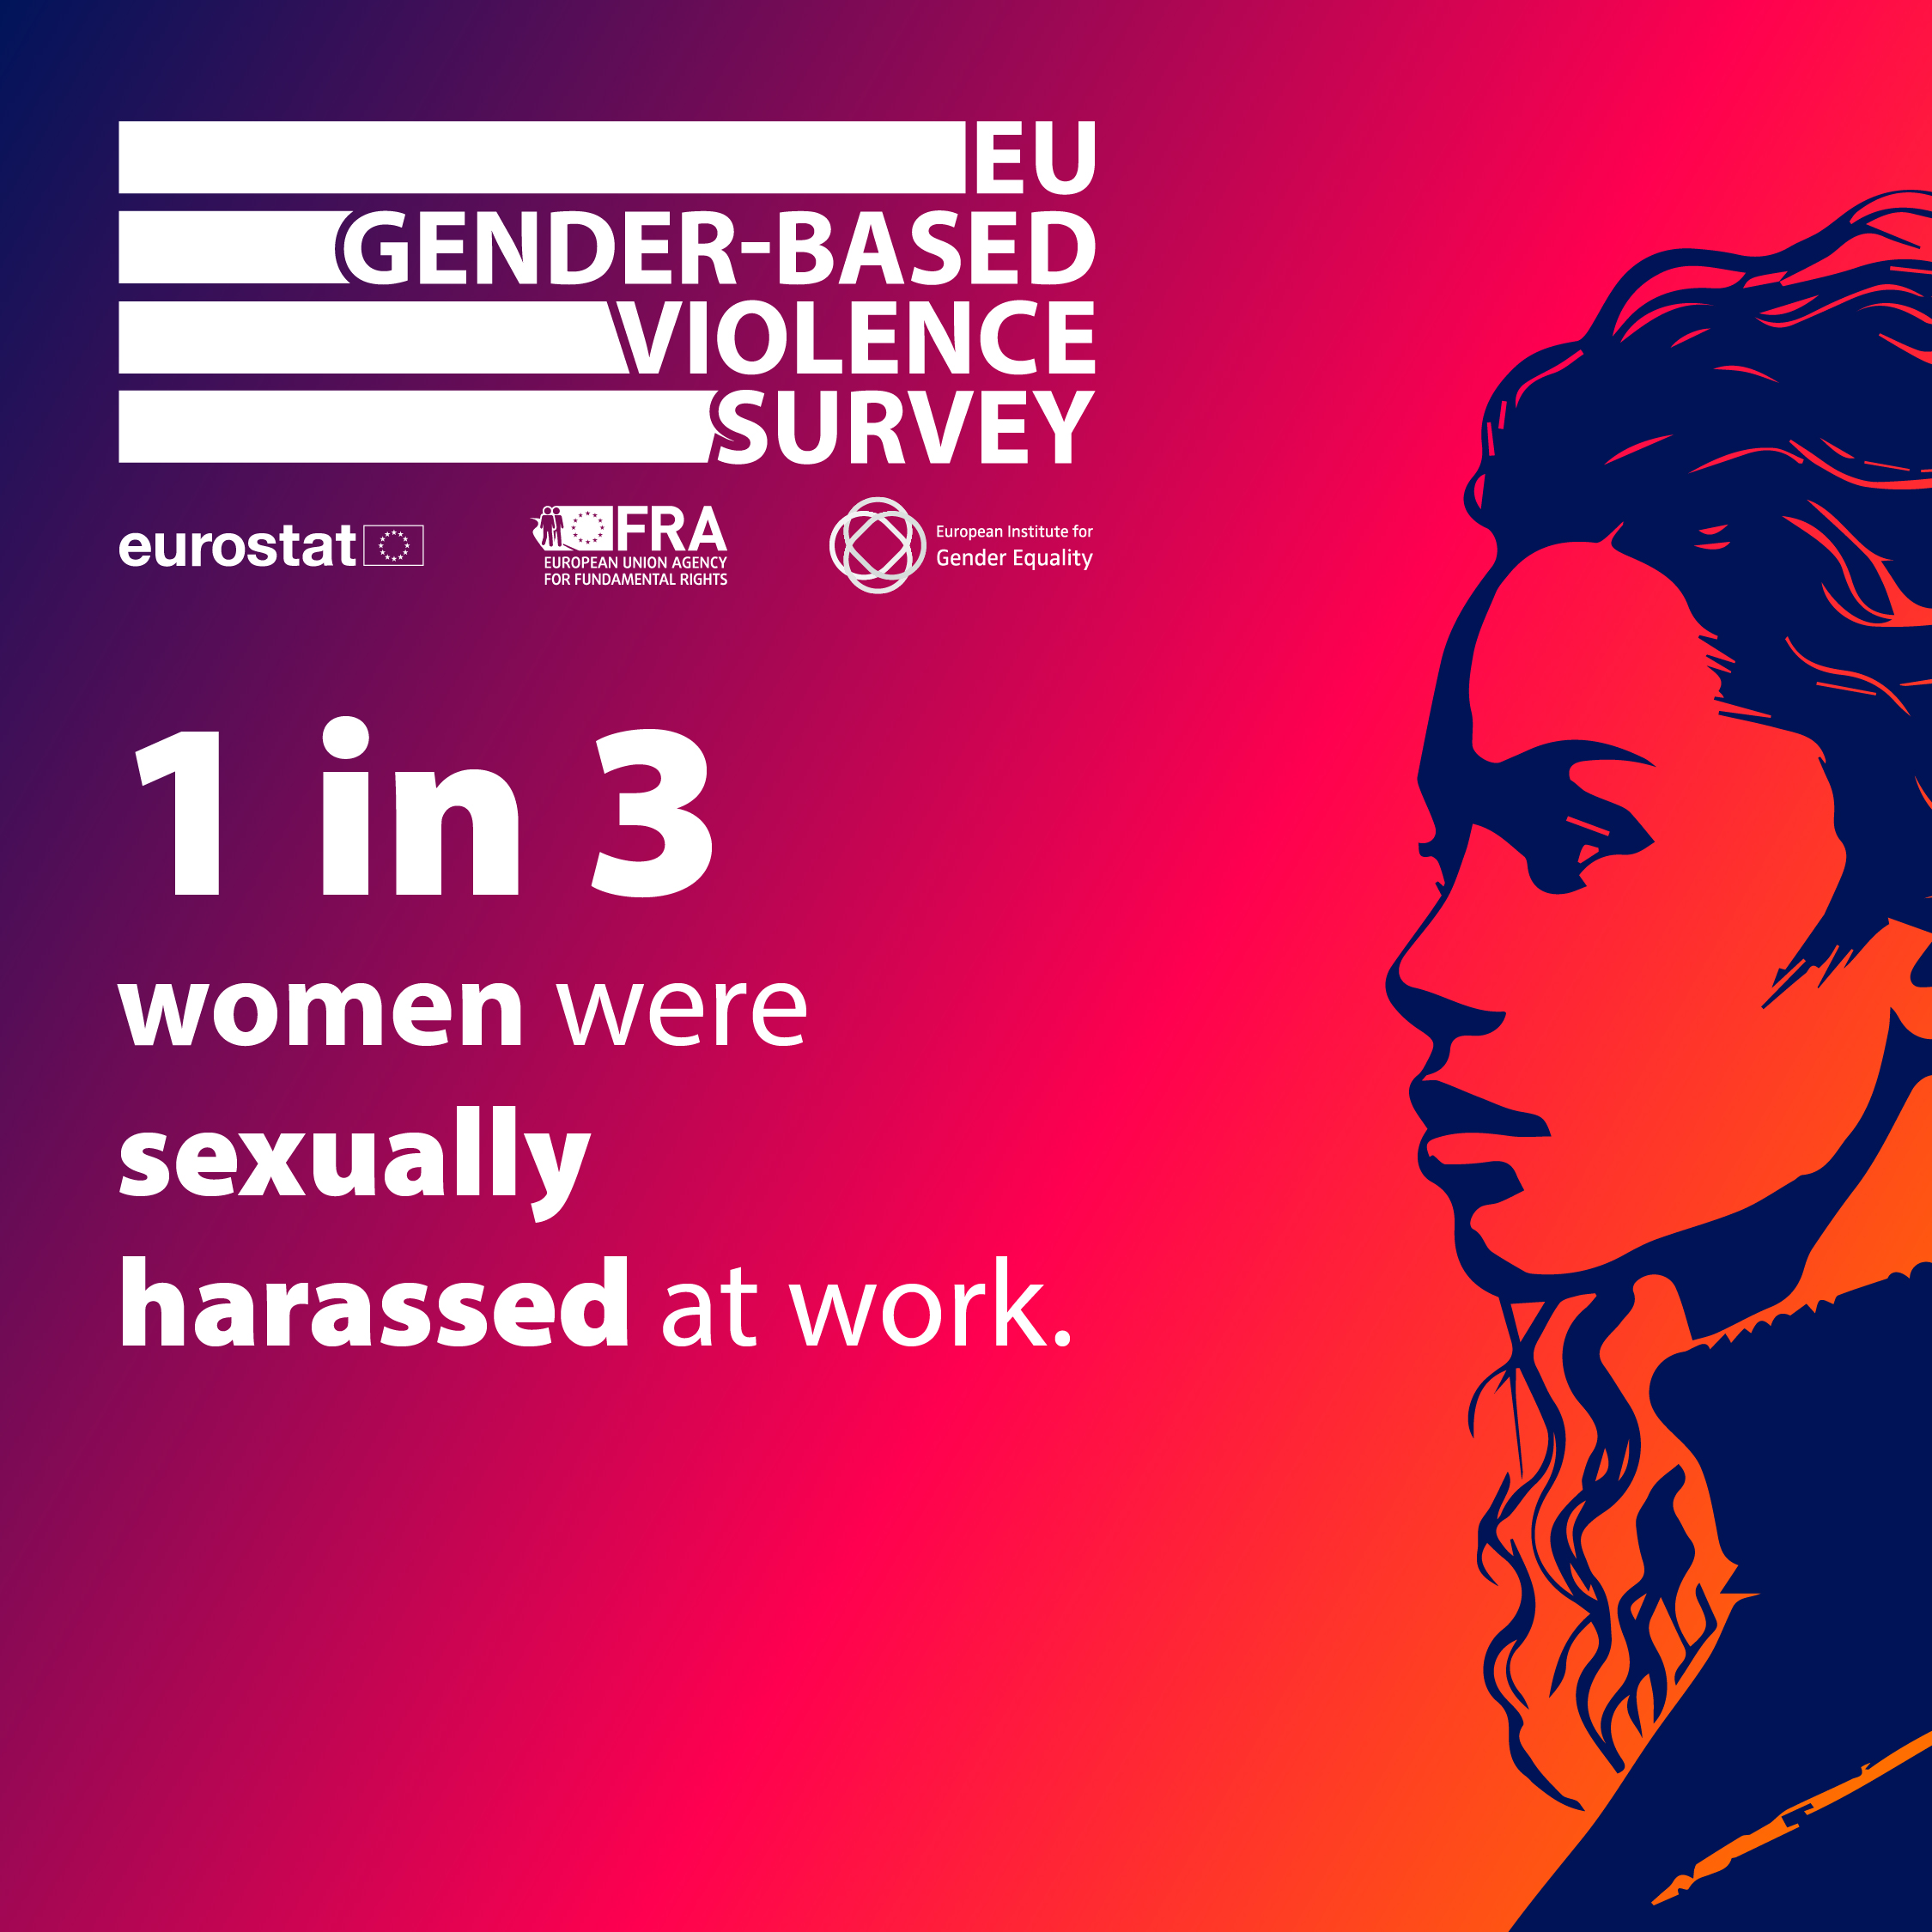 EU
GENDER-BASED
VIOLENCE
SURVEY
eurostat
FRA
EUROPEAN UNION AGENCY
FOR FUNDAMENTAL RIGHTS
European Institute for
Gender Equality
1 in 3
women were
sexually
harassed at work.